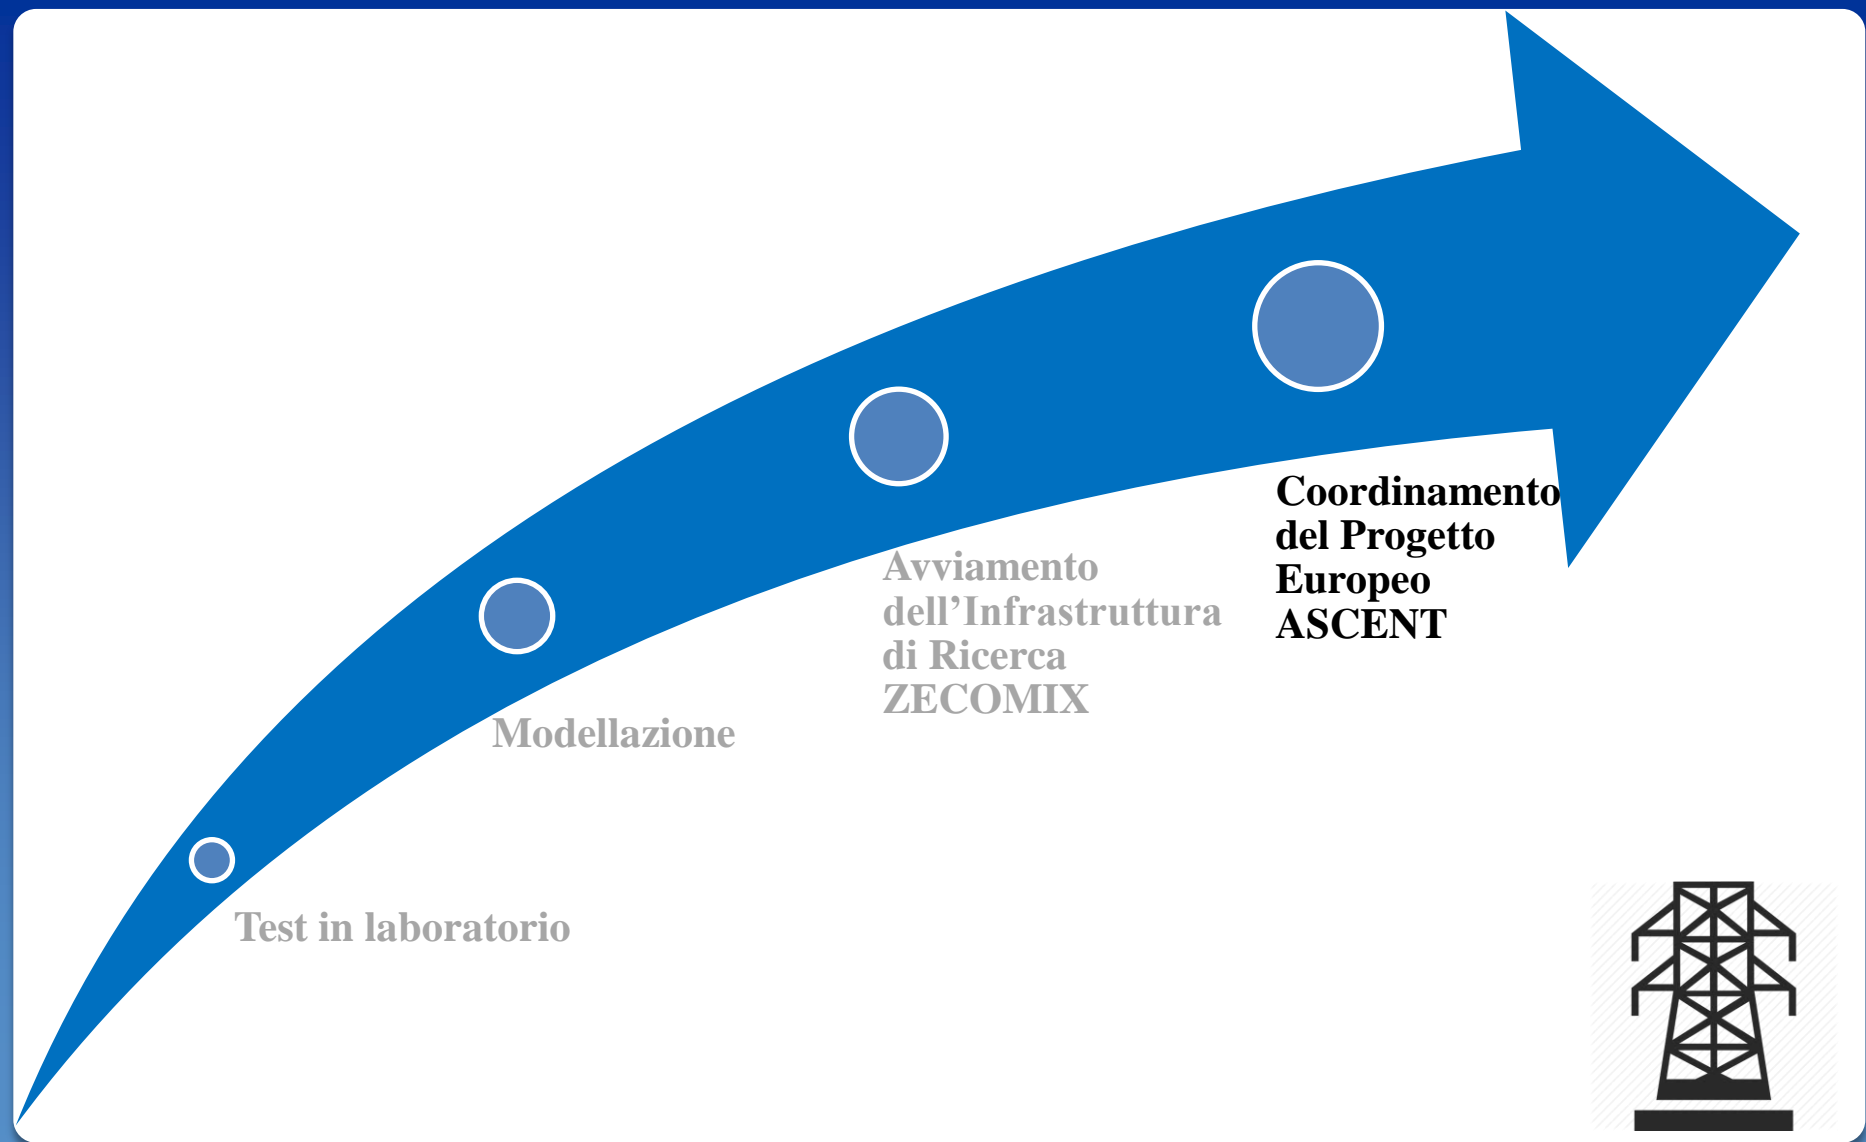 Test in laboratorio
Modellazione
Avviamento
dell’Infrastruttura
di Ricerca
ZECOMIX
Coordinamento
del Progetto
Europeo
ASCENT